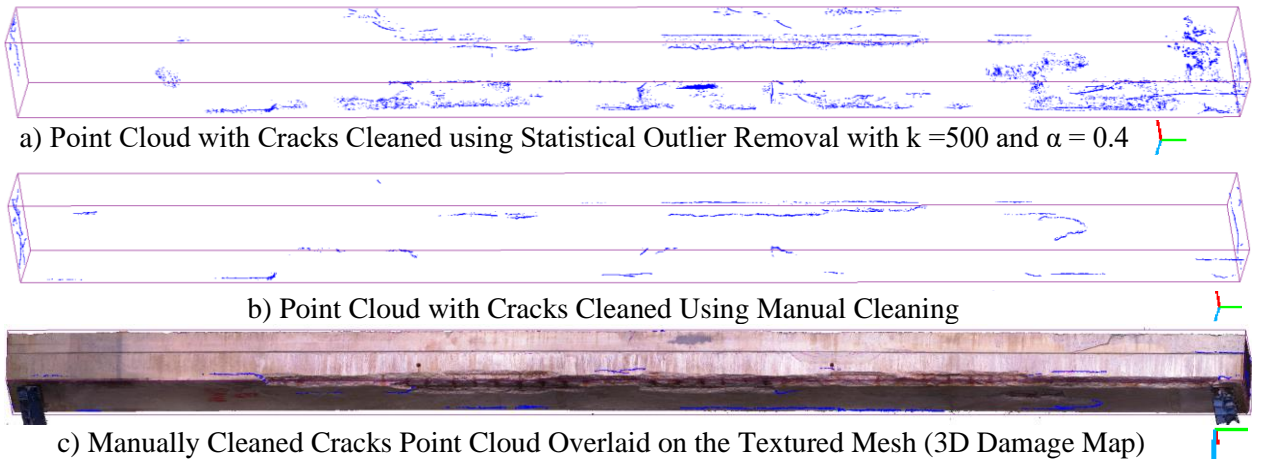 a) Point Cloud with Cracks Cleaned using Statistical Outlier Removal with k =500 and α = 0.4
b) Point Cloud with Cracks Cleaned Using Manual Cleaning
c) Manually Cleaned Cracks Point Cloud Overlaid on the Textured Mesh (3D Damage Map)